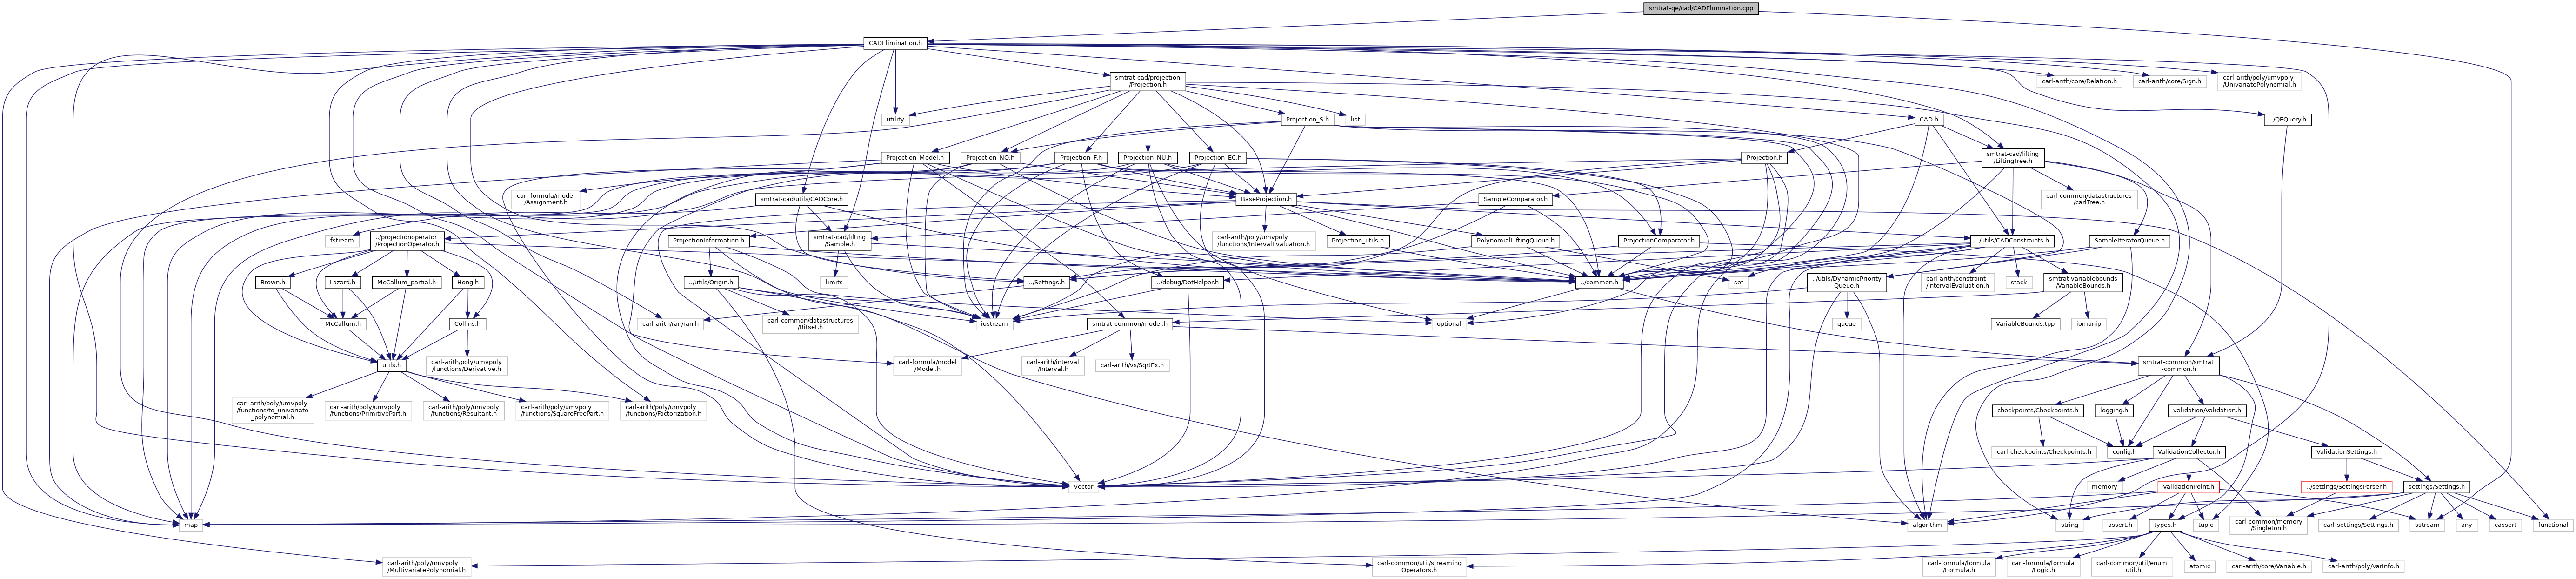 smtrat-qe/cad/CADElimination.cpp
CADElimination.h
smtrat-cad/projection
/Projection.h
carl-arith/core/Relation.h
carl-arith/core/Sign.h
carl-arith/poly/umvpoly
/UnivariatePolynomial.h
utility
Projection_S.h
list
CAD.h
../QEQuery.h
Projection_Model.h
Projection_NO.h
Projection_F.h
Projection_NU.h
Projection_EC.h
Projection.h
smtrat-cad/lifting
/LiftingTree.h
carl-formula/model
/Assignment.h
smtrat-cad/utils/CADCore.h
BaseProjection.h
SampleComparator.h
carl-common/datastructures
/carlTree.h
fstream
../projectionoperator
/ProjectionOperator.h
ProjectionInformation.h
smtrat-cad/lifting
/Sample.h
carl-arith/poly/umvpoly
/functions/IntervalEvaluation.h
Projection_utils.h
PolynomialLiftingQueue.h
ProjectionComparator.h
../utils/CADConstraints.h
SampleIteratorQueue.h
Brown.h
Lazard.h
McCallum_partial.h
Hong.h
../utils/Origin.h
limits
../Settings.h
../debug/DotHelper.h
../common.h
set
../utils/DynamicPriority
Queue.h
carl-arith/constraint
/IntervalEvaluation.h
stack
smtrat-variablebounds
/VariableBounds.h
McCallum.h
Collins.h
carl-arith/ran/ran.h
carl-common/datastructures
/Bitset.h
iostream
smtrat-common/model.h
optional
queue
VariableBounds.tpp
iomanip
utils.h
carl-arith/poly/umvpoly
/functions/Derivative.h
carl-formula/model
/Model.h
carl-arith/interval
/Interval.h
carl-arith/vs/SqrtEx.h
smtrat-common/smtrat
-common.h
carl-arith/poly/umvpoly
/functions/to_univariate
_polynomial.h
carl-arith/poly/umvpoly
/functions/PrimitivePart.h
carl-arith/poly/umvpoly
/functions/Resultant.h
carl-arith/poly/umvpoly
/functions/SquareFreePart.h
carl-arith/poly/umvpoly
/functions/Factorization.h
checkpoints/Checkpoints.h
logging.h
validation/Validation.h
carl-checkpoints/Checkpoints.h
config.h
ValidationCollector.h
ValidationSettings.h
vector
memory
ValidationPoint.h
../settings/SettingsParser.h
settings/Settings.h
map
algorithm
string
assert.h
types.h
tuple
carl-common/memory
/Singleton.h
carl-settings/Settings.h
sstream
any
cassert
functional
carl-arith/poly/umvpoly
/MultivariatePolynomial.h
carl-common/util/streaming
Operators.h
carl-formula/formula
/Formula.h
carl-formula/formula
/Logic.h
carl-common/util/enum
_util.h
atomic
carl-arith/core/Variable.h
carl-arith/poly/VarInfo.h